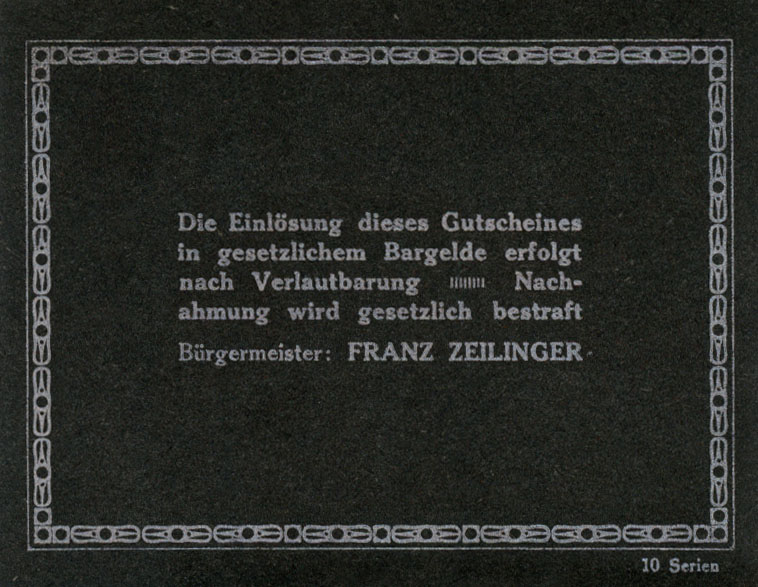 Die Einlösung dieses Gutscheines
in gesetzlichem Bargelde erfolgt
nach Verlautbarung Nach-
ahmung wird gesetzlich bestraft
Bürgermeister: FRANZ ZEILINGER
10 Serien